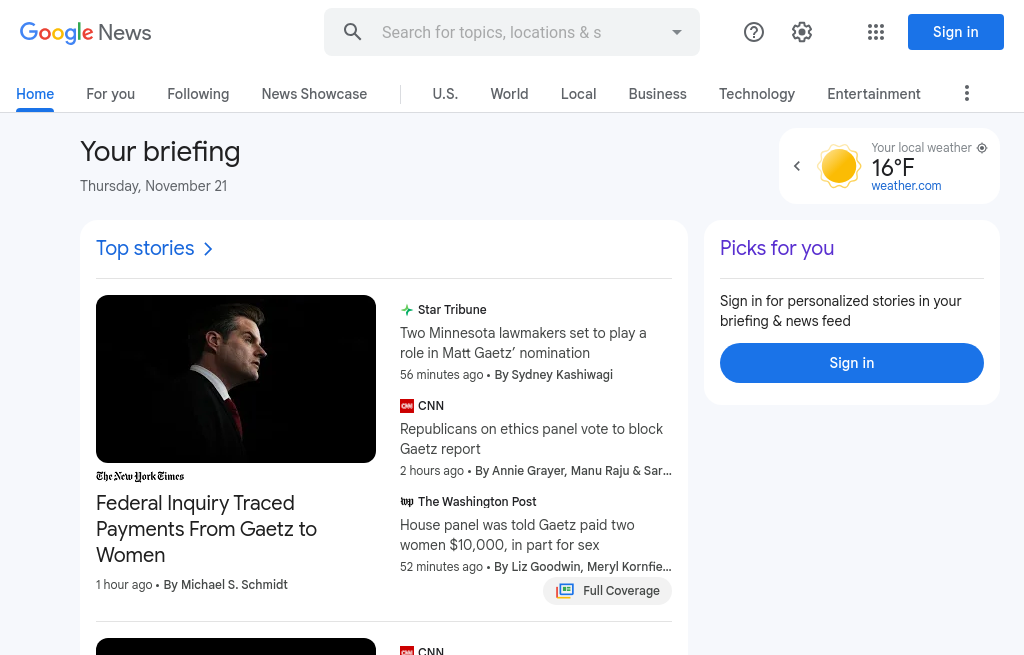 Google News
Search for topics, locations & s
Sign in
Home
For you
Following
News Showcase
U.S.
World
Local
Business
Technology
Entertainment
Your briefing
Thursday, November 21
Your local weather
16°F
weather.com
Top stories
The New York Times
Federal Inquiry Traced
Payments From Gaetz to
Women
1 hour ago • By Michael S. Schmidt
Star Tribune
Two Minnesota lawmakers set to play a
role in Matt Gaetz’ nomination
56 minutes ago • By Sydney Kashiwagi
CNN
CNN
Republicans on ethics panel vote to block
Gaetz report
2 hours ago • By Annie Grayer, Manu Raju & Sar...
wp The Washington Post
House panel was told Gaetz paid two
women $10,000, in part for sex
52 minutes ago • By Liz Goodwin, Meryl Kornfie...
Full Coverage
CNN
Picks for you
Sign in for personalized stories in your
briefing & news feed
Sign in